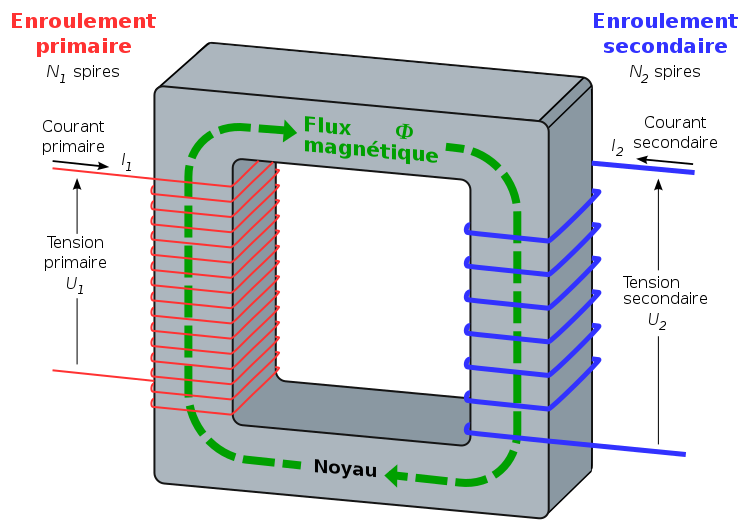 Enroulement
primaire
N1 spires
Courant
primaire
I1
Tension
primaire
U1
Flux Φ
magnétique
Noyau
Enroulement
secondaire
N2 spires
Courant
secondaire
I2
Tension
secondaire
U2